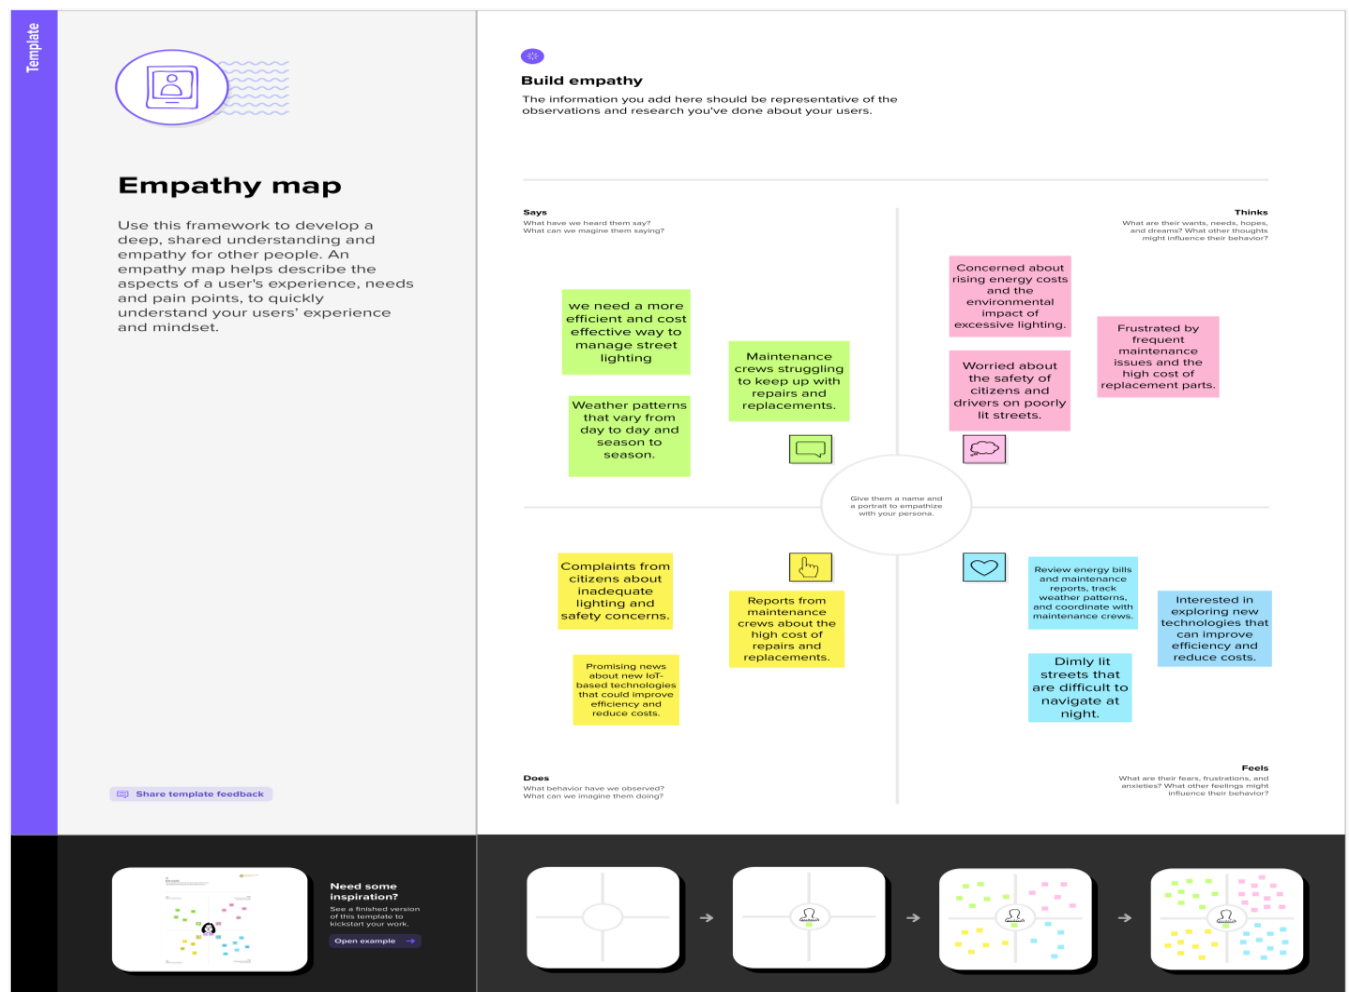 Template
Empathy map
Use this framework to develop a
deep, shared understanding and
empathy for other people. An
empathy map helps describe the
aspects of a user's experience, needs
and pain points, to quickly
understand your users' experience
and mindset.
Share template feedback
Build empathy
The information you add here should be representative of the
observations and research you've done about your users.
Says
What have we heard them say?
What can we magine them saying?
Thinks
What are their wants, needs, hopes,
and dreams? What other thoughts
might influence their behavior?
we need a more
efficient and cost
effective way to
manage street
lighting
Maintenance
crews struggling
to keep up with
repairs and
replacements.
Weather patterns
that vary from
day to day and
season to
season.
Concerned about
rising energy costs
and the
environmental
impact of
excessive lighting.
Frustrated by
frequent
maintenance
issues and the
high cost of
replacement parts.
Worried about
the safety of
citizens and
drivers on poorly
lit streets.
Give them a name and
a portrait to empathize
with your persona.
Complaints from
citizens about
inadequate
lighting and
safety concerns.
Reports from
maintenance
crews about the
high cost of
repairs and
replacements.
Promising news
about new IoT-
based technologies
that could improve
efficiency and
reduce costs.
Review energy bills
and maintenance
reports, track
weather patterns,
and coordinate with
maintenance crews.
Interested in
exploring new
technologies that
can improve
efficiency and
reduce costs.
Dimly lit
streets that
are difficult to
navigate at
night.
Does
What behavior have we observed?
What can we imagine them doing?
Feels
What are their fears, frustrations, and
anxieties? What other feelings might
influence their behavior?
Need some
inspiration?
See a finished version
of this template to
kickstart your work.
Open example